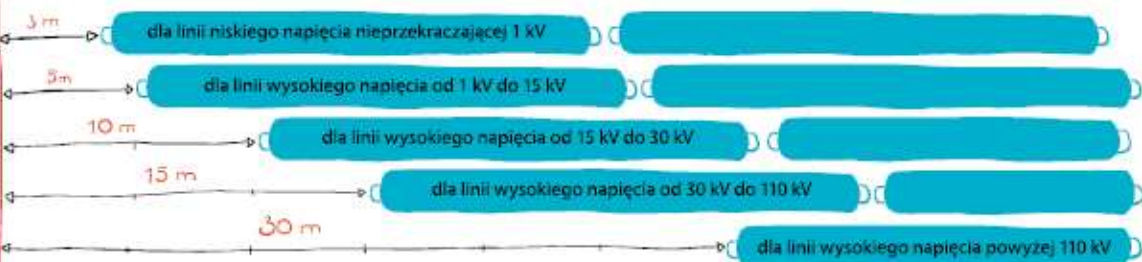 3 m
dla linii niskiego napięcia nieprzekraczającej 1 kV
5m
dla linii wysokiego napięcia od 1 kV do 15 kV
10 m
dla linii wysokiego napięcia od 15 kV do 30 kV
15 m
dla linii wysokiego napięcia od 30 kV do 110 kV
30 m
dla linii wysokiego napięcia powyżej 110 kV